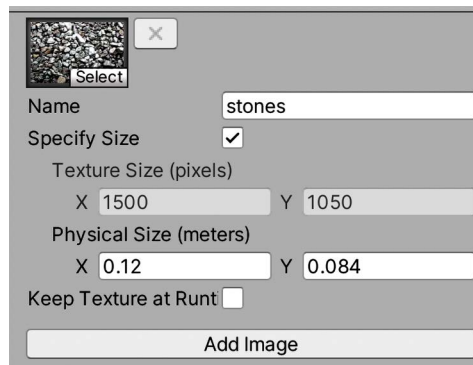 Select
Name stones
Specify Size
Texture Size (pixels)
X 1500 Y 1050
Physical Size (meters)
X 0.12 Y 0.084
Keep Texture at Runt
Add Image